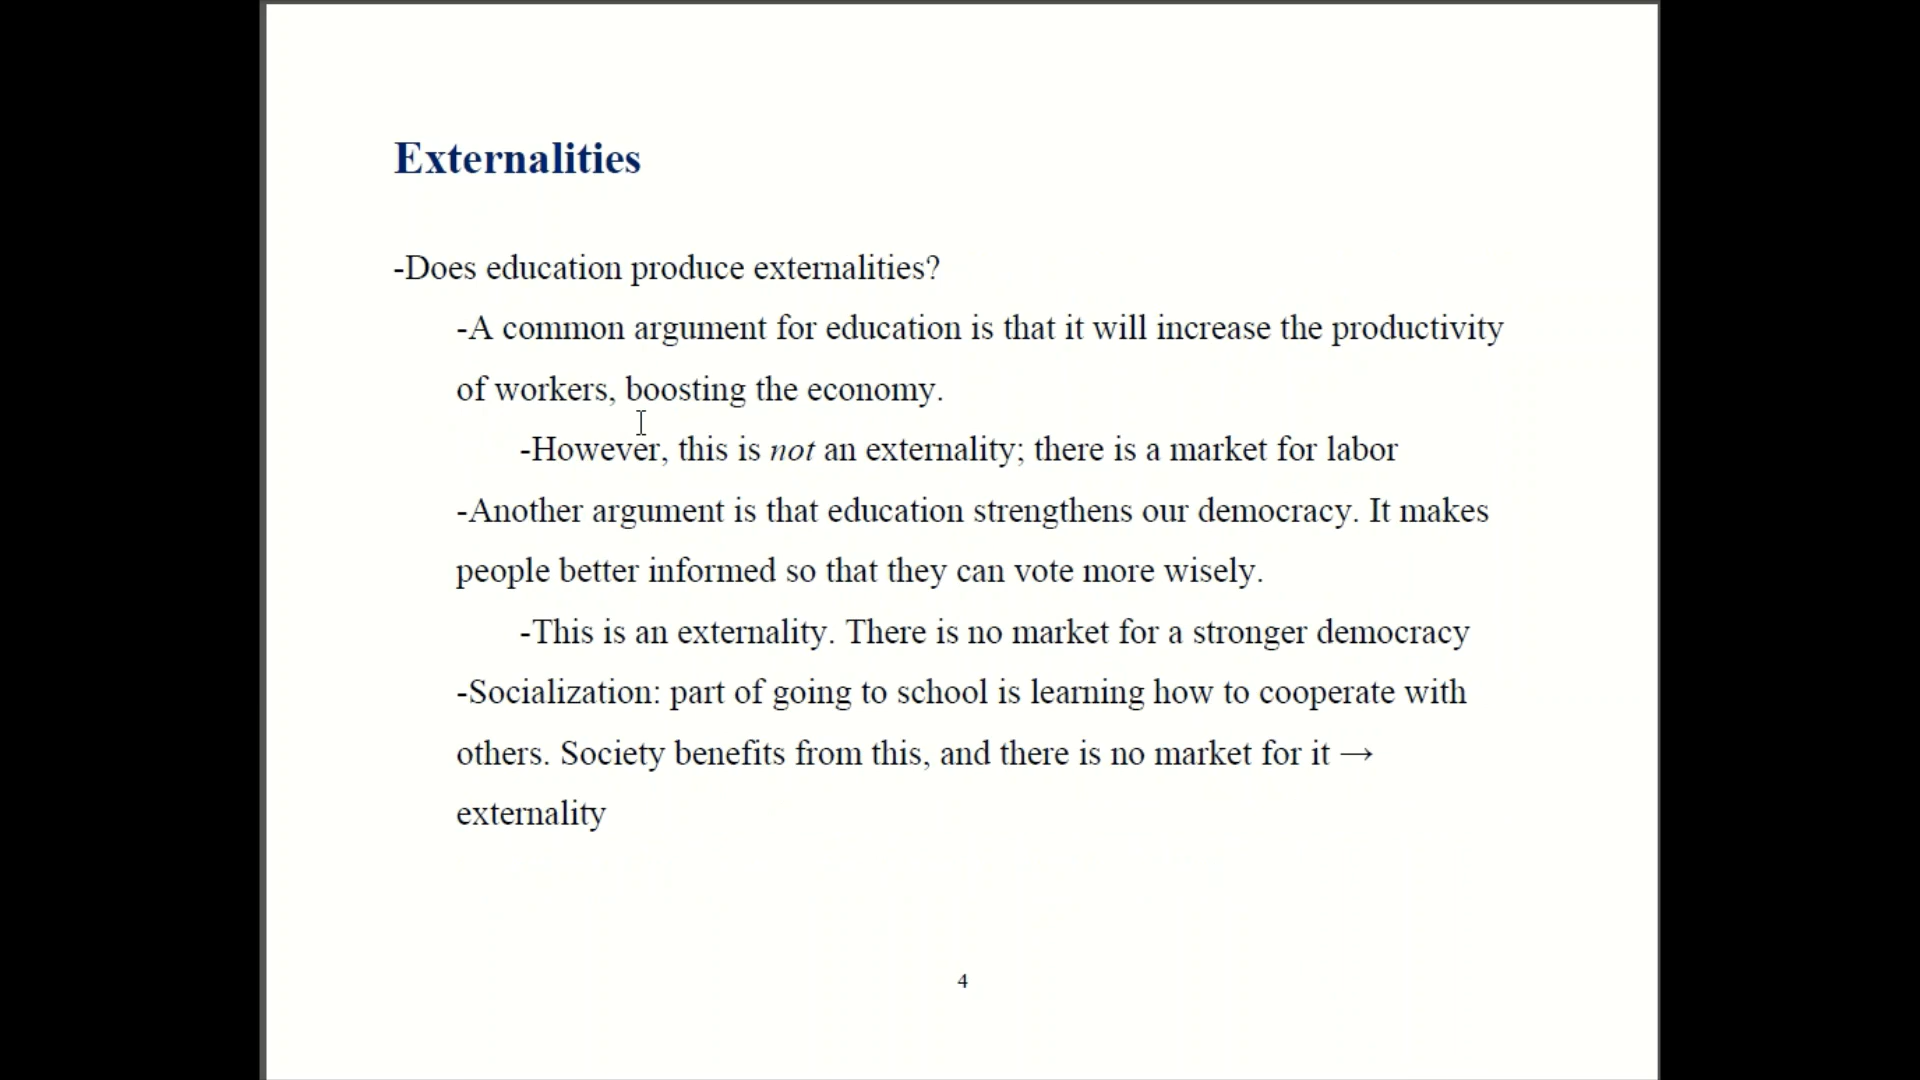 Externalities
-Does education produce externalities?
-A common argument for education is that it will increase the productivity
of workers, boosting the economy.
-However, this is not an externality; there is a market for labor
-Another argument is that education strengthens our democracy. It makes
people better informed so that they can vote more wisely.
-This is an externality. There is no market for a stronger democracy
-Socialization: part of going to school is learning how to cooperate with
others. Society benefits from this, and there is no market for it →
externality
4